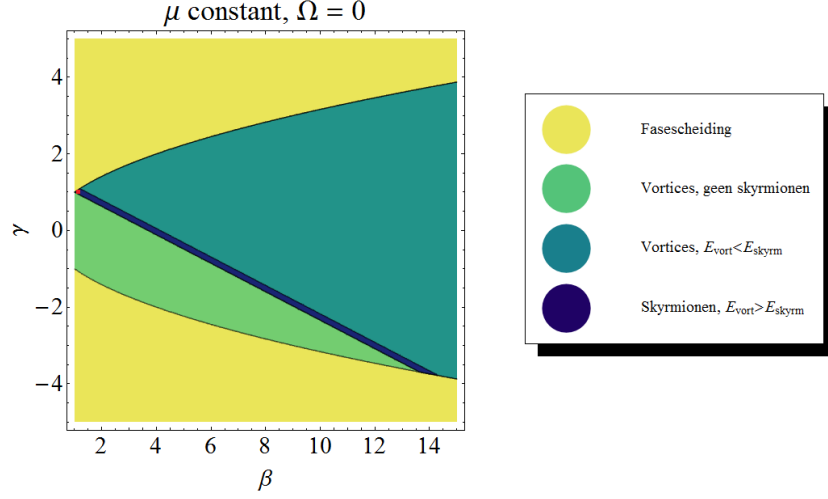 μ constant, Ω = 0
4
2
0
−2
−4
γ
2 4 6 8 10 12 14
β
Fasescheiding
Vortices, geen skyrmionen
Vortices, E_vort<E_skyrm
Skyrmionen, E_vort>E_skyrm